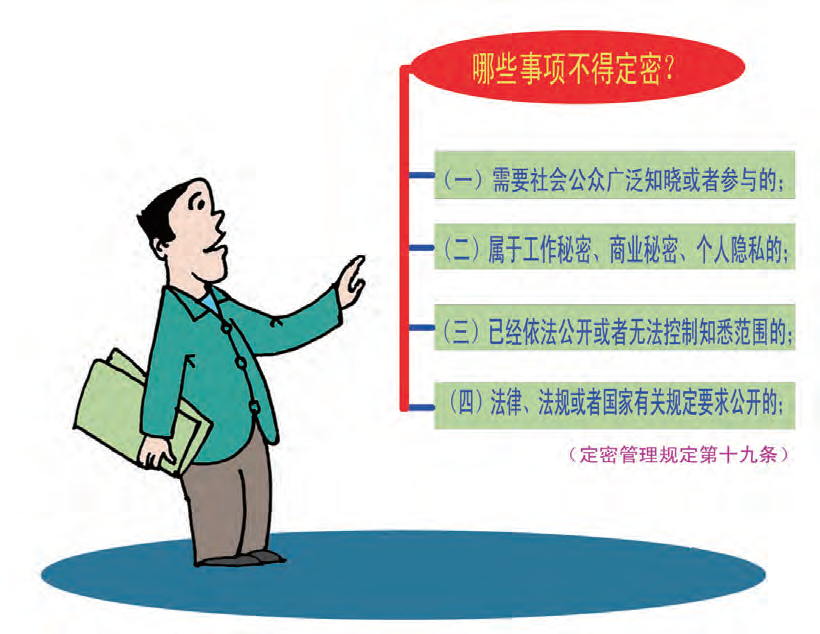 哪些事项不得定密？
（一）需要社会公众广泛知晓或者参与的；
（二）属于工作秘密、商业秘密、个人隐私的；
（三）已经依法公开或者无法控制知悉范围的；
（四）法律、法规或者国家有关规定要求公开的；
（定密管理规定第十九条）